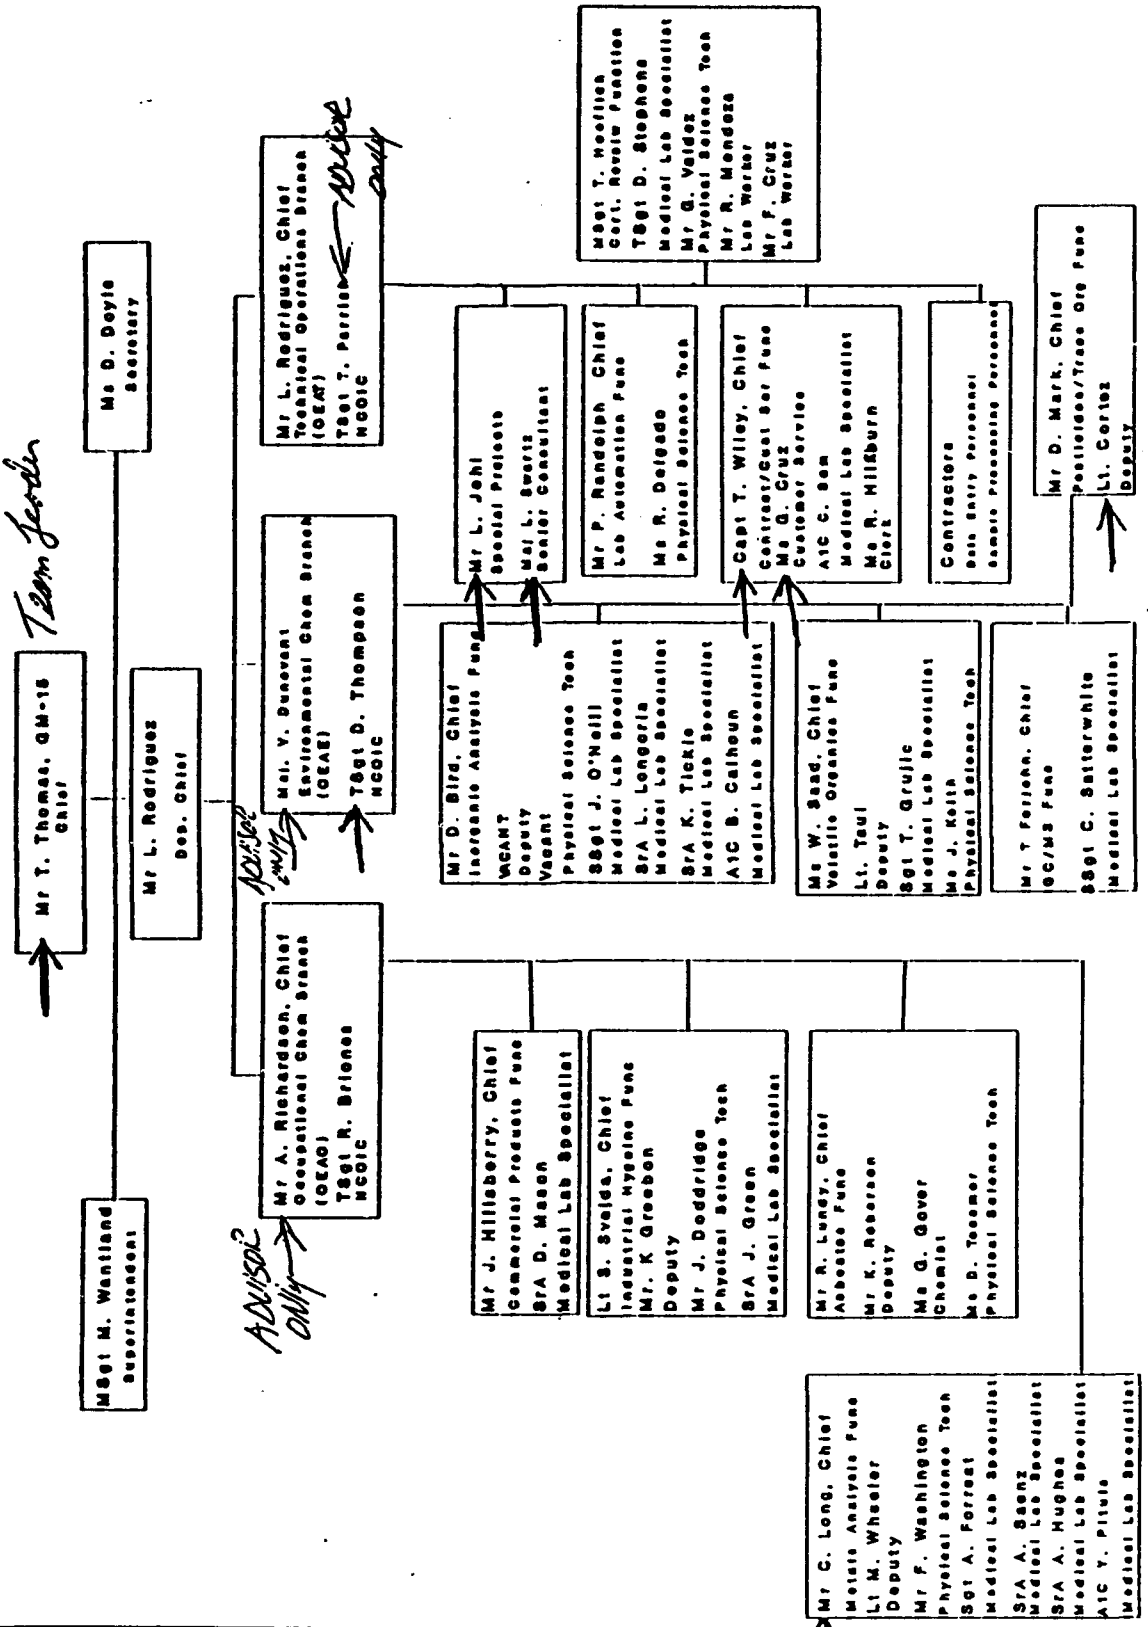 Team Leader
Mr T. Thomas, GM-15
Chief
MSgt M. Wantland
Superintendent
Ms D. Doyle
Secretary
Mr L. Rodriguez
Dep. Chief
ADVISOR
ONLY
Mr A. Richardson, Chief
Occupational Chem Branch
(OEAO)
TSgt R. Briones
NCOIC
ADVISOR
ONLY
Maj. V. Dunavant
Environmental Chem Branch
(OEAE)
TSgt D. Thompson
NCOIC
Mr L. Rodriguez, Chief
Technical Operations Branch
(OEAT)
TSgt T. Perrien
NCOIC
ADVISOR
ONLY
Mr J. Hillsberry, Chief
Commercial Products Func
SrA D. Mason
Medical Lab Specialist
Lt S. Svajda, Chief
Industrial Hygeine Func
Mr. K Greebon
Deputy
Mr J. Doddridge
Physical Science Tech
SrA J. Green
Medical Lab Specialist
Mr R. Luney, Chief
Asbestos Func
Mr K. Roberson
Deputy
Ms G. Gover
Chemist
Ms D. Teemer
Physical Science Tech
Mr C. Long, Chief
Metals Analysis Func
Lt M. Wheeler
Deputy
Mr F. Washington
Physical Science Tech
Sgt A. Forrest
Medical Lab Specialist
SrA A. Saenz
Medical Lab Specialist
SrA A. Hughes
Medical Lab Specialist
A1C Y. Pitula
Medical Lab Specialist
Mr D. Bird, Chief
Inorganic Analysis Func
VACANT
Deputy
Vacant
Physical Science Tech
SSgt J. O'Neill
Medical Lab Specialist
SrA L. Longoria
Medical Lab Specialist
SrA K. Tickle
Medical Lab Specialist
A1C B. Calhoun
Medical Lab Specialist
Ms W. Saad, Chief
Volatile Organics Func
Lt. Taul
Deputy
Sgt T. Grujic
Medical Lab Specialist
Ms J. Keith
Physical Science Tech
Mr T Ferjohn, Chief
GC/MS Func
SSgt C. Satterwhite
Medical Lab Specialist
Mr D. Mark, Chief
Pesticides/Trace Org Func
Lt. Cortez
Deputy
Mr L. Jehl
Special Projects
Maj L. Swartz
Senior Consultant
Mr P. Randolph Chief
Lab Automation Func
Ms R. Delgado
Physical Science Tech
Capt T. Wiley, Chief
Contract/Cust Ser Func
Ms G. Cruz
Customer Service
A1C C. Sem
Medical Lab Specialist
Ms R. Hilkburn
Clerk
Contractors
Data Entry Personnel
Sample Processing Personnel
MSgt T. Hoeflien
Cert. Review Function
TSgt D. Stephens
Medical Lab Specialist
Mr G. Valdez
Physical Science Tech
Mr R. Mendoza
Lab Worker
Mr F. Cruz
Lab Worker